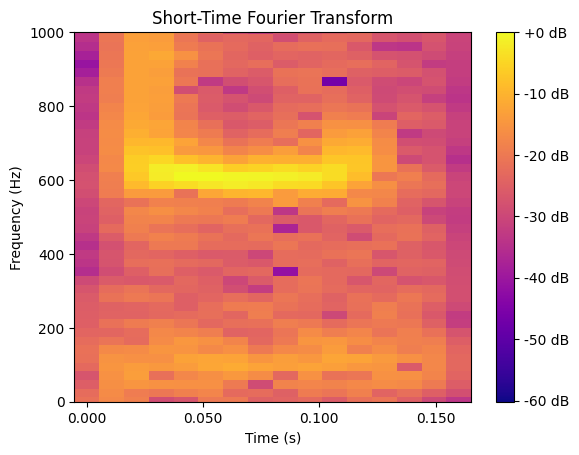 Short-Time Fourier Transform
1000
800
600
400
200
0
Frequency (Hz)
0.000
0.050
0.100
0.150
Time (s)
+0 dB
-10 dB
-20 dB
-30 dB
-40 dB
-50 dB
-60 dB